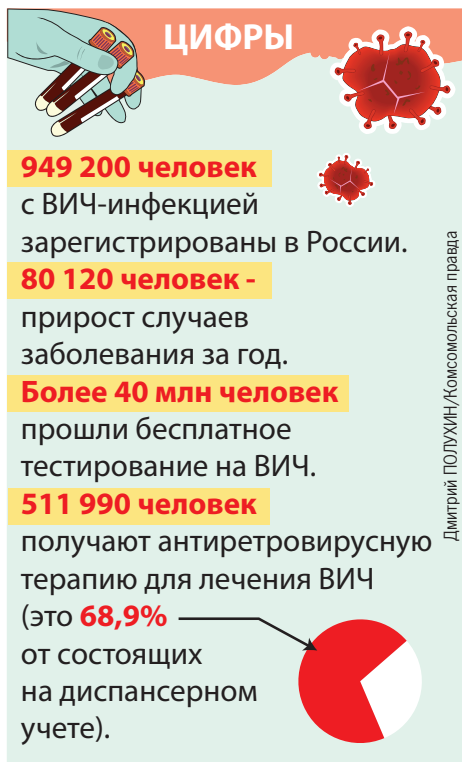 ЦИФРЫ
949 200 человек
с ВИЧ-инфекцией
зарегистрированы в России.
80 120 человек -
прирост случаев
заболевания за год.
Более 40 млн человек
прошли бесплатное
тестирование на ВИЧ.
511 990 человек
получают антиретровирусную
терапию для лечения ВИЧ
(это 68,9%
от состоящих
на диспансерном
учете).
Дмитрий ПОЛУХИН/Комсомольская правда